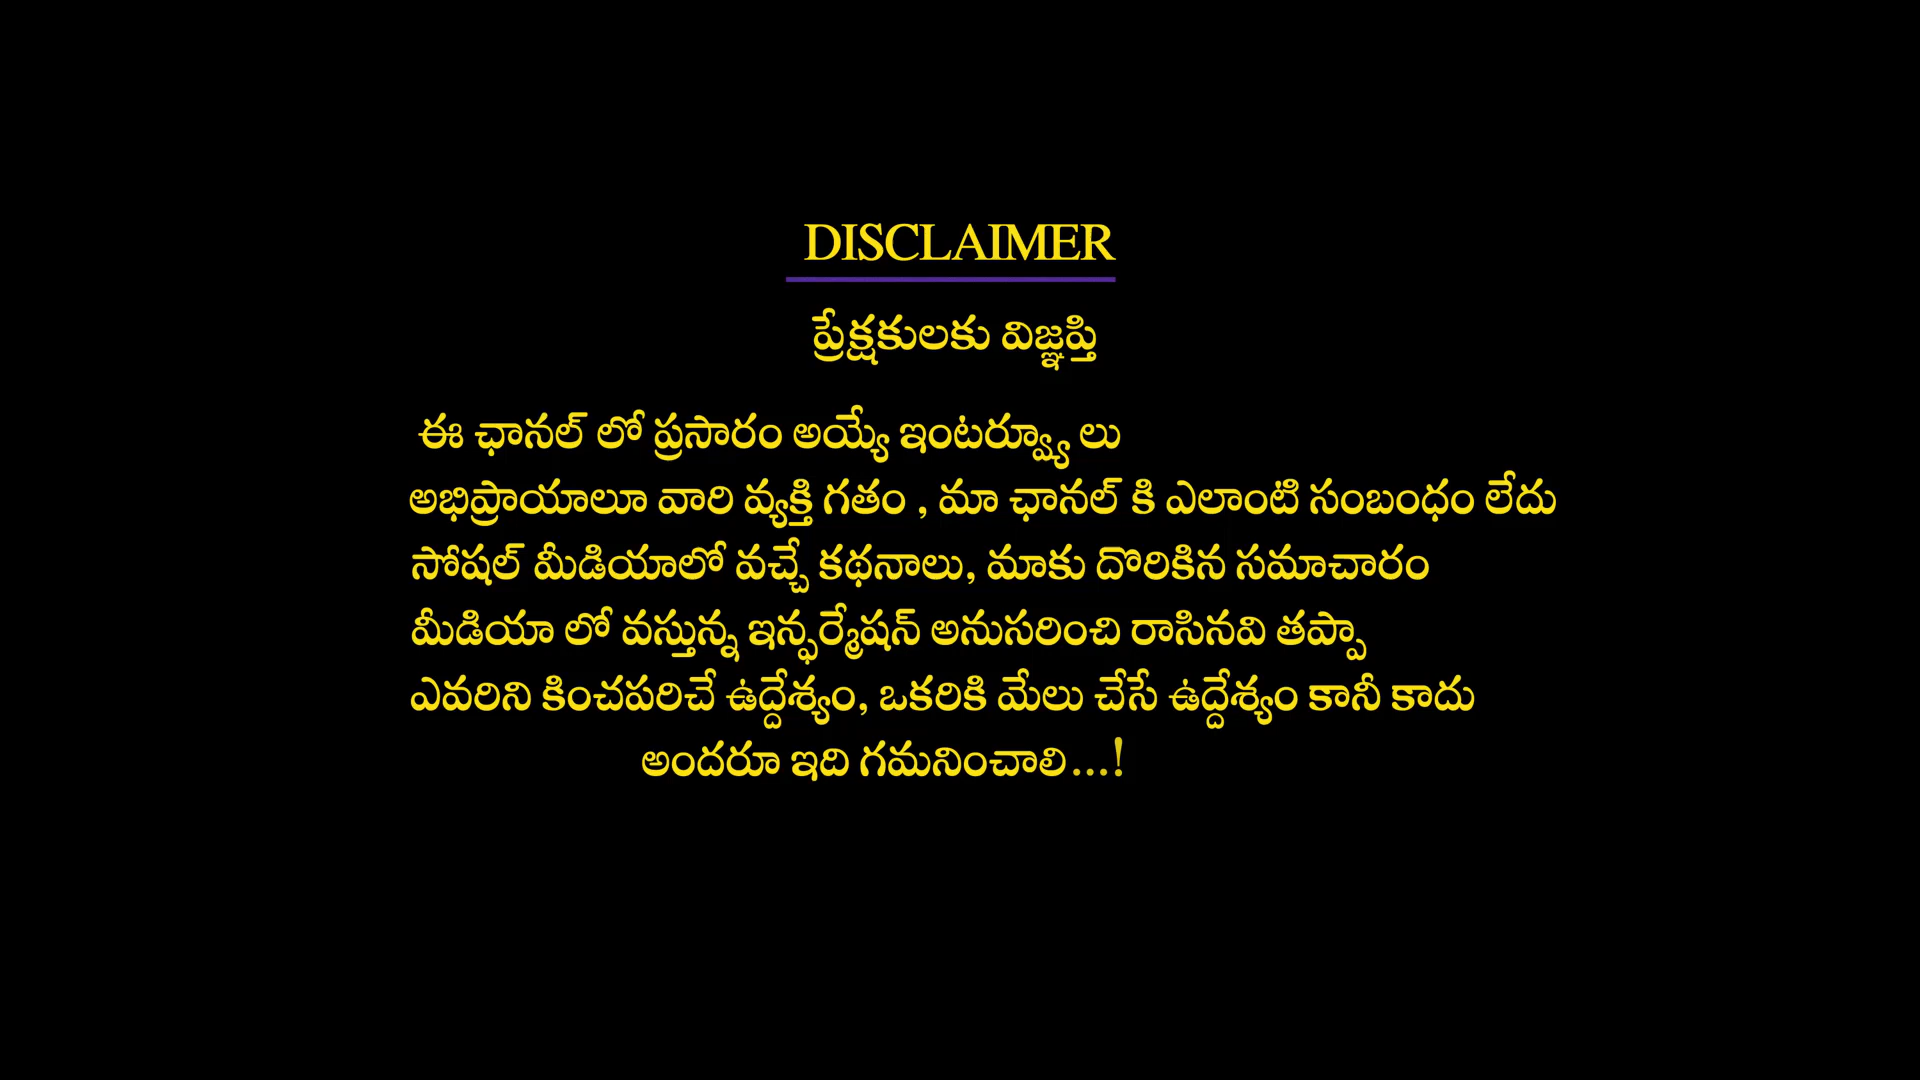 DISCLAIMER
ప్రేక్షకులకు విజ్ఞప్తి
ఈ ఛానల్ లో ప్రసారం అయ్యే ఇంటర్వ్యూ లు
అభిప్రాయాలూ వారి వ్యక్తి గతం , మా ఛానల్ కి ఎలాంటి సంబంధం లేదు
సోషల్ మీడియాలో వచ్చే కథనాలు, మాకు దొరికిన సమాచారం
మీడియా లో వస్తున్న ఇన్ఫర్మేషన్ అనుసరించి రాసినవి తప్పా
ఎవరిని కించపరిచే ఉద్దేశ్యం, ఒకరికి మేలు చేసే ఉద్దేశ్యం కానీ కాదు
అందరూ ఇది గమనించాలి...!